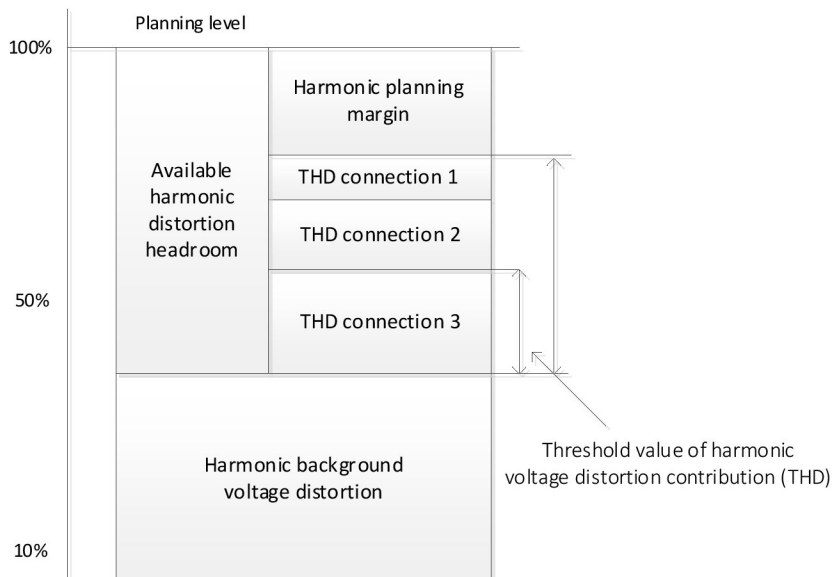 Planning level
100%
Harmonic planning
margin
Available
harmonic
distortion
headroom
THD connection 1
THD connection 2
50%
THD connection 3
Threshold value of harmonic
voltage distortion contribution (THD)
Harmonic background
voltage distortion
10%